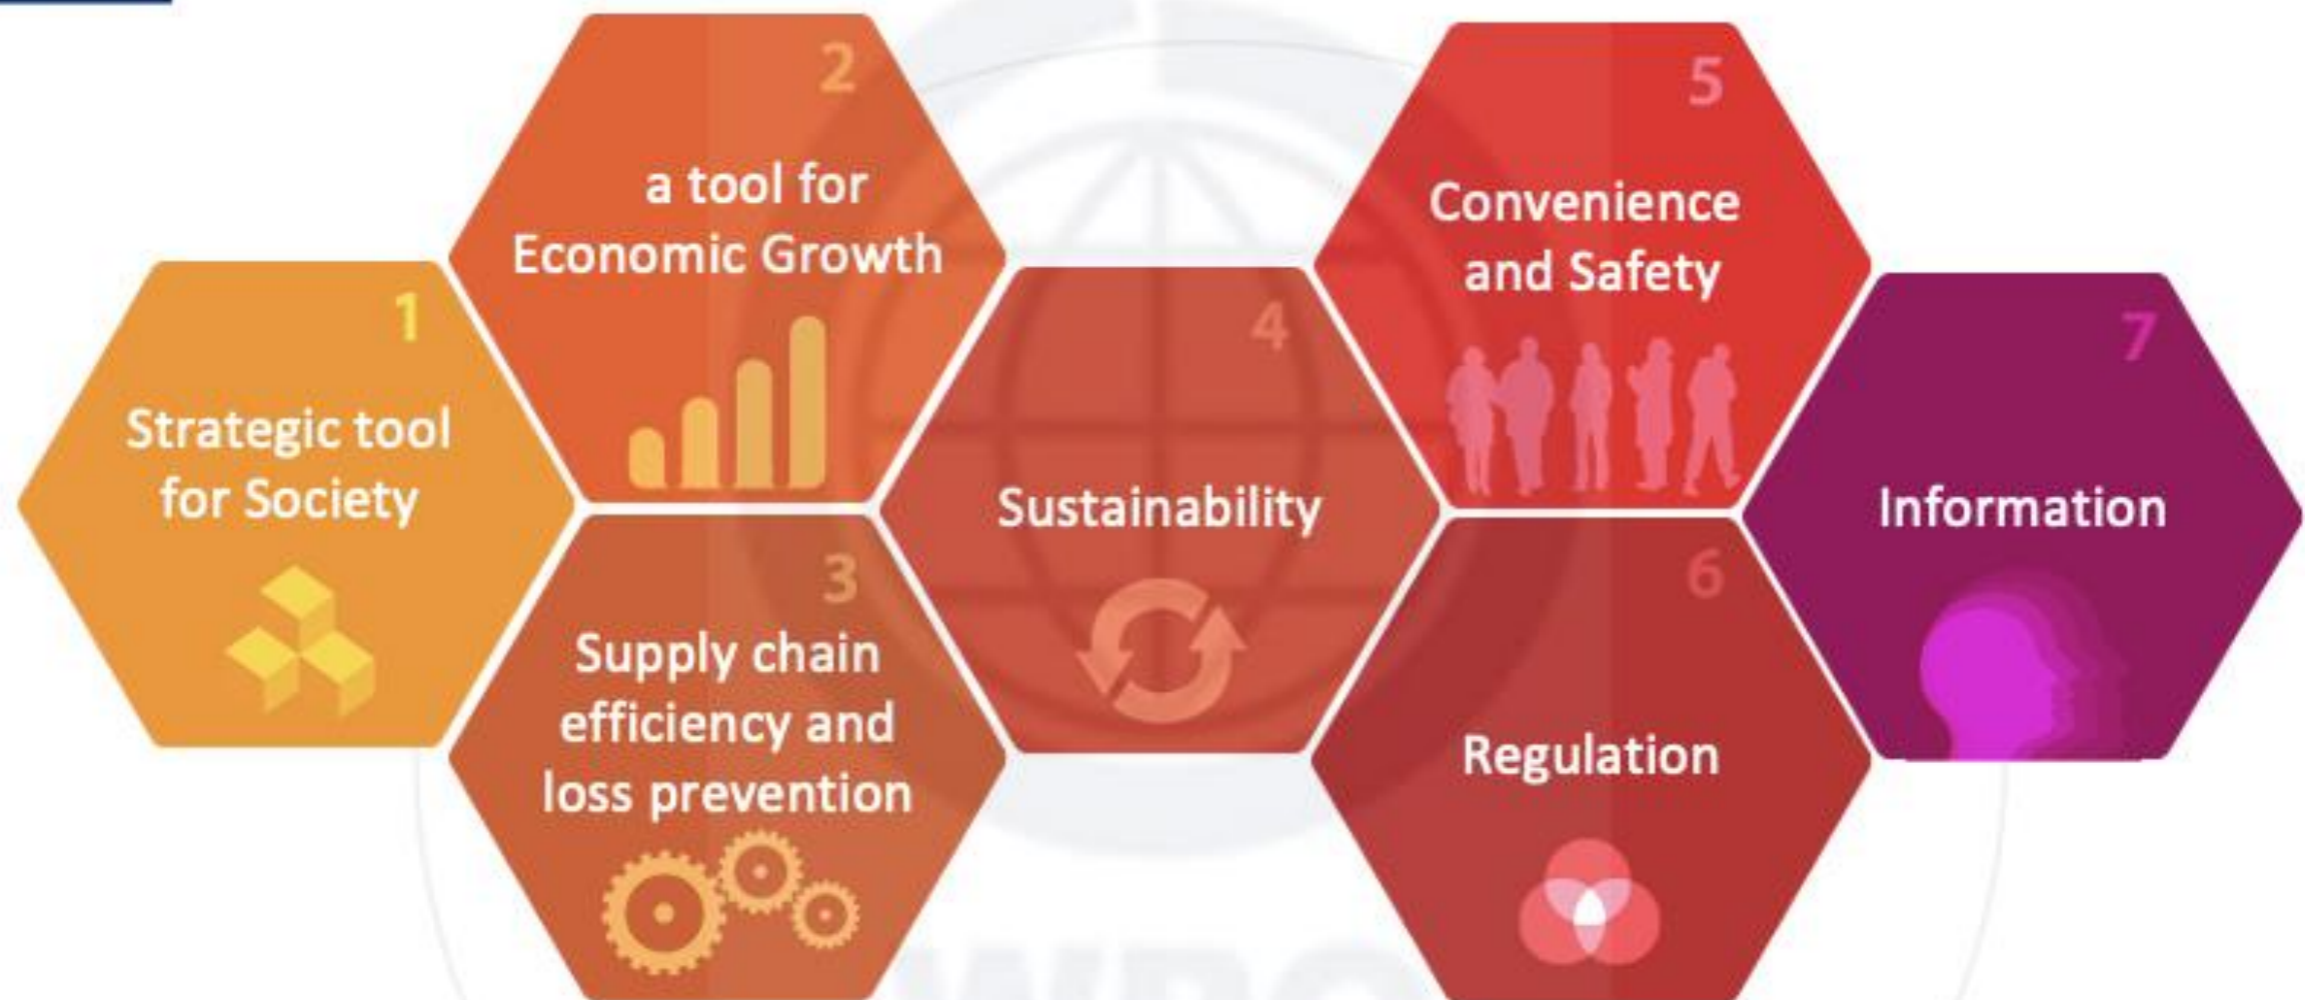 1
Strategic tool
for Society
2
a tool for
Economic Growth
3
Supply chain
efficiency and
loss prevention
4
Sustainability
5
Convenience
and Safety
6
Regulation
7
Information